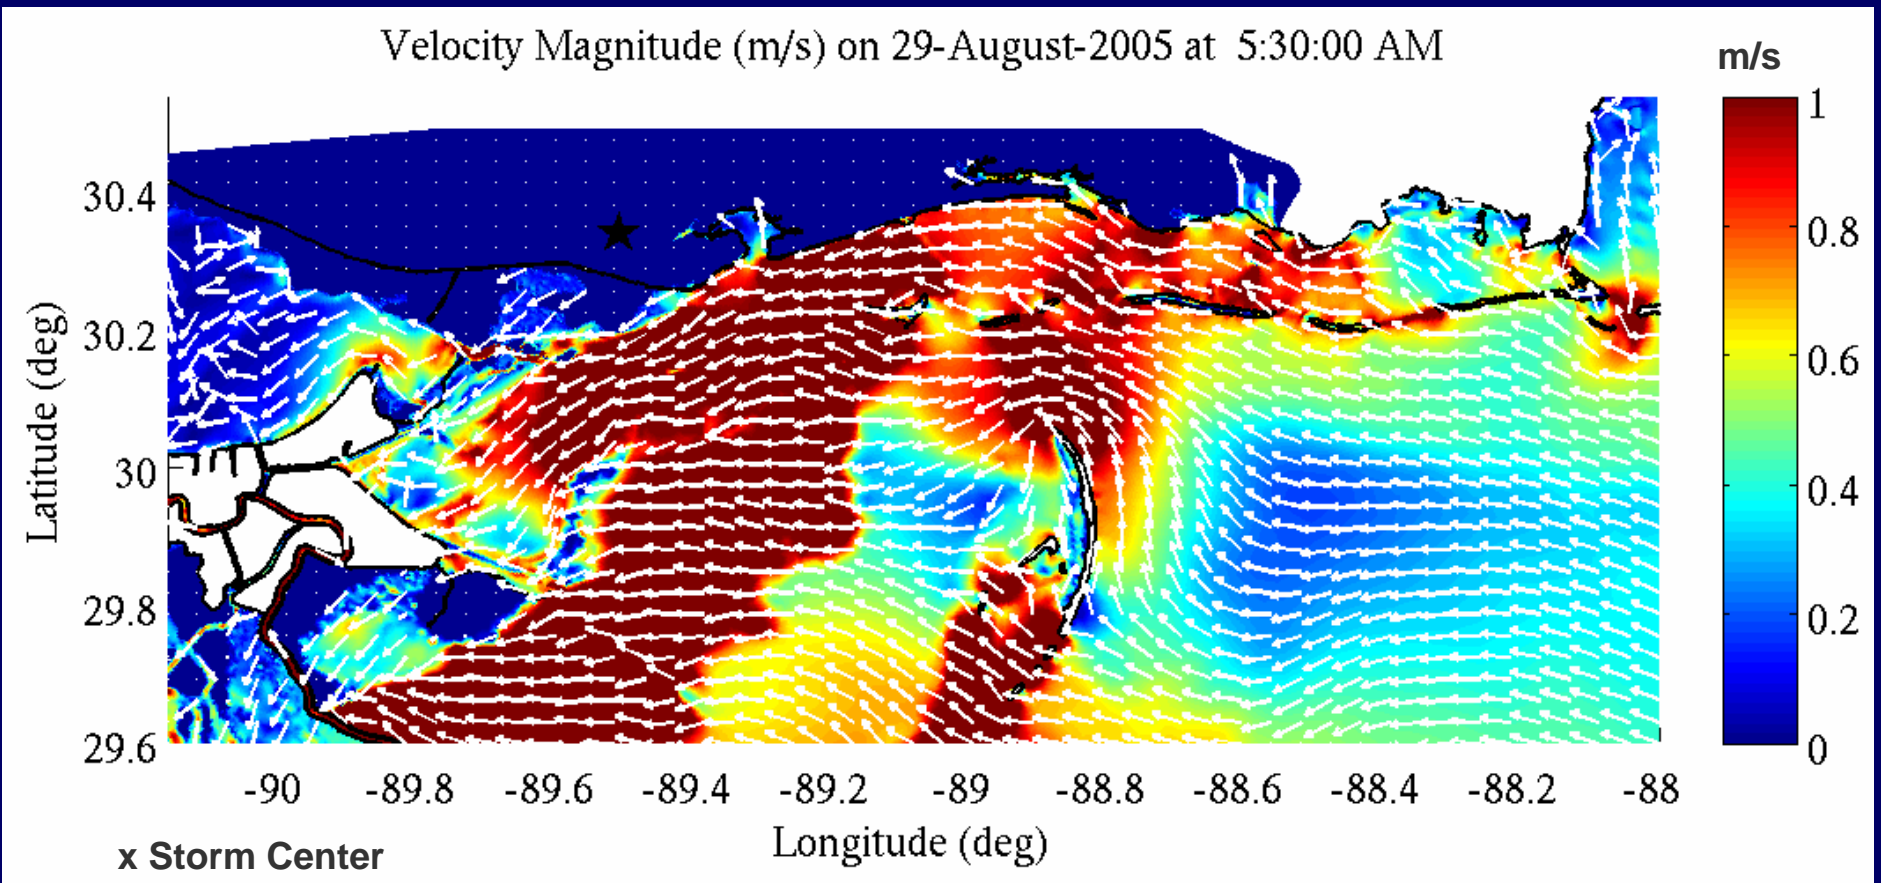 Velocity Magnitude (m/s) on 29-August-2005 at 5:30:00 AM
m/s
1
0.8
0.6
0.4
0.2
0
Latitude (deg)
30.4
30.2
30
29.8
29.6
-90 -89.8 -89.6 -89.4 -89.2 -89 -88.8 -88.6 -88.4 -88.2 -88
Longitude (deg)
x Storm Center